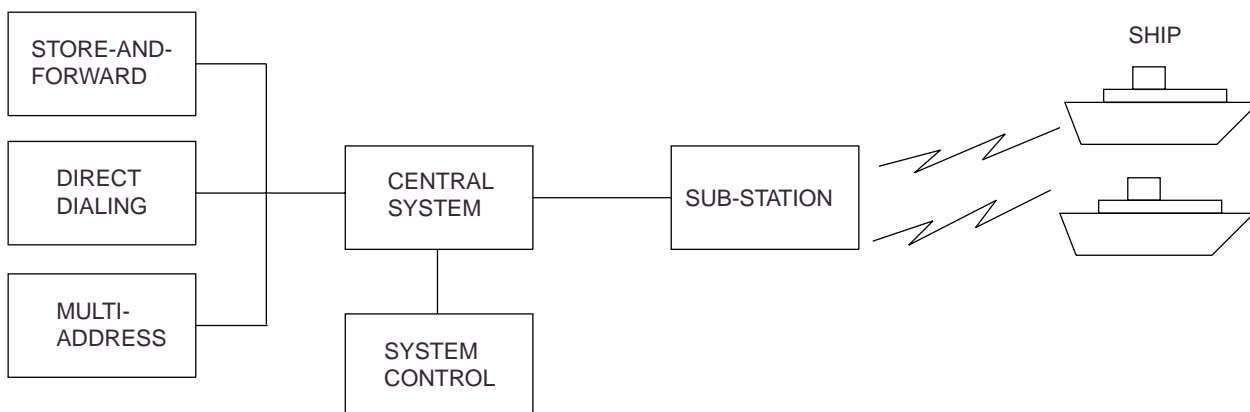 STORE-AND-
FORWARD
DIRECT
DIALING
MULTI-
ADDRESS
CENTRAL
SYSTEM
SYSTEM
CONTROL
SUB-STATION
SHIP